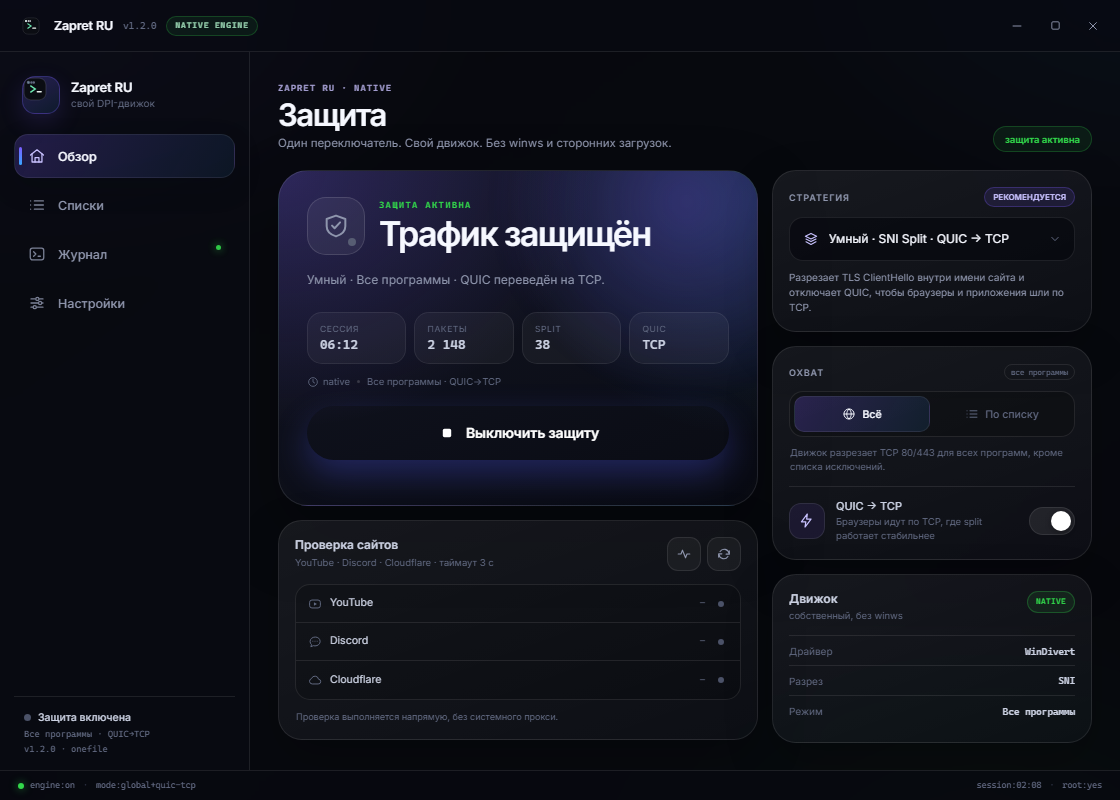 Zapret RU v1.2.0 NATIVE ENGINE
Zapret RU
свой DPI-движок
Обзор
Списки
Журнал
Настройки
Защита включена
Все программы · QUIC→TCP
v1.2.0 · onefile
ZAPRET RU · NATIVE
Защита
Один переключатель. Свой движок. Без winws и сторонних загрузок.
защита активна
ЗАЩИТА АКТИВНА
Трафик защищён
Умный · Все программы · QUIC переведён на TCP.
СЕССИЯ
06:12
ПАКЕТЫ
2 148
SPLIT
38
QUIC
TCP
native • Все программы · QUIC→TCP
Выключить защиту
Проверка сайтов
YouTube · Discord · Cloudflare · таймаут 3 с
YouTube –
Discord –
Cloudflare –
Проверка выполняется напрямую, без системного прокси.
СТРАТЕГИЯ
РЕКОМЕНДУЕТСЯ
Умный · SNI Split · QUIC → TCP
Разрезает TLS ClientHello внутри имени сайта и
отключает QUIC, чтобы браузеры и приложения шли по
TCP.
ОХВАТ
все программы
Всё
По списку
Движок разрезает TCP 80/443 для всех программ, кроме
списка исключений.
QUIC → TCP
Браузеры идут по TCP, где split
работает стабильнее
Движок
собственный, без winws
NATIVE
Драйвер WinDivert
Разрез SNI
Режим Все программы
engine:on · mode:global+quic-tcp
session:02:08 · root:yes